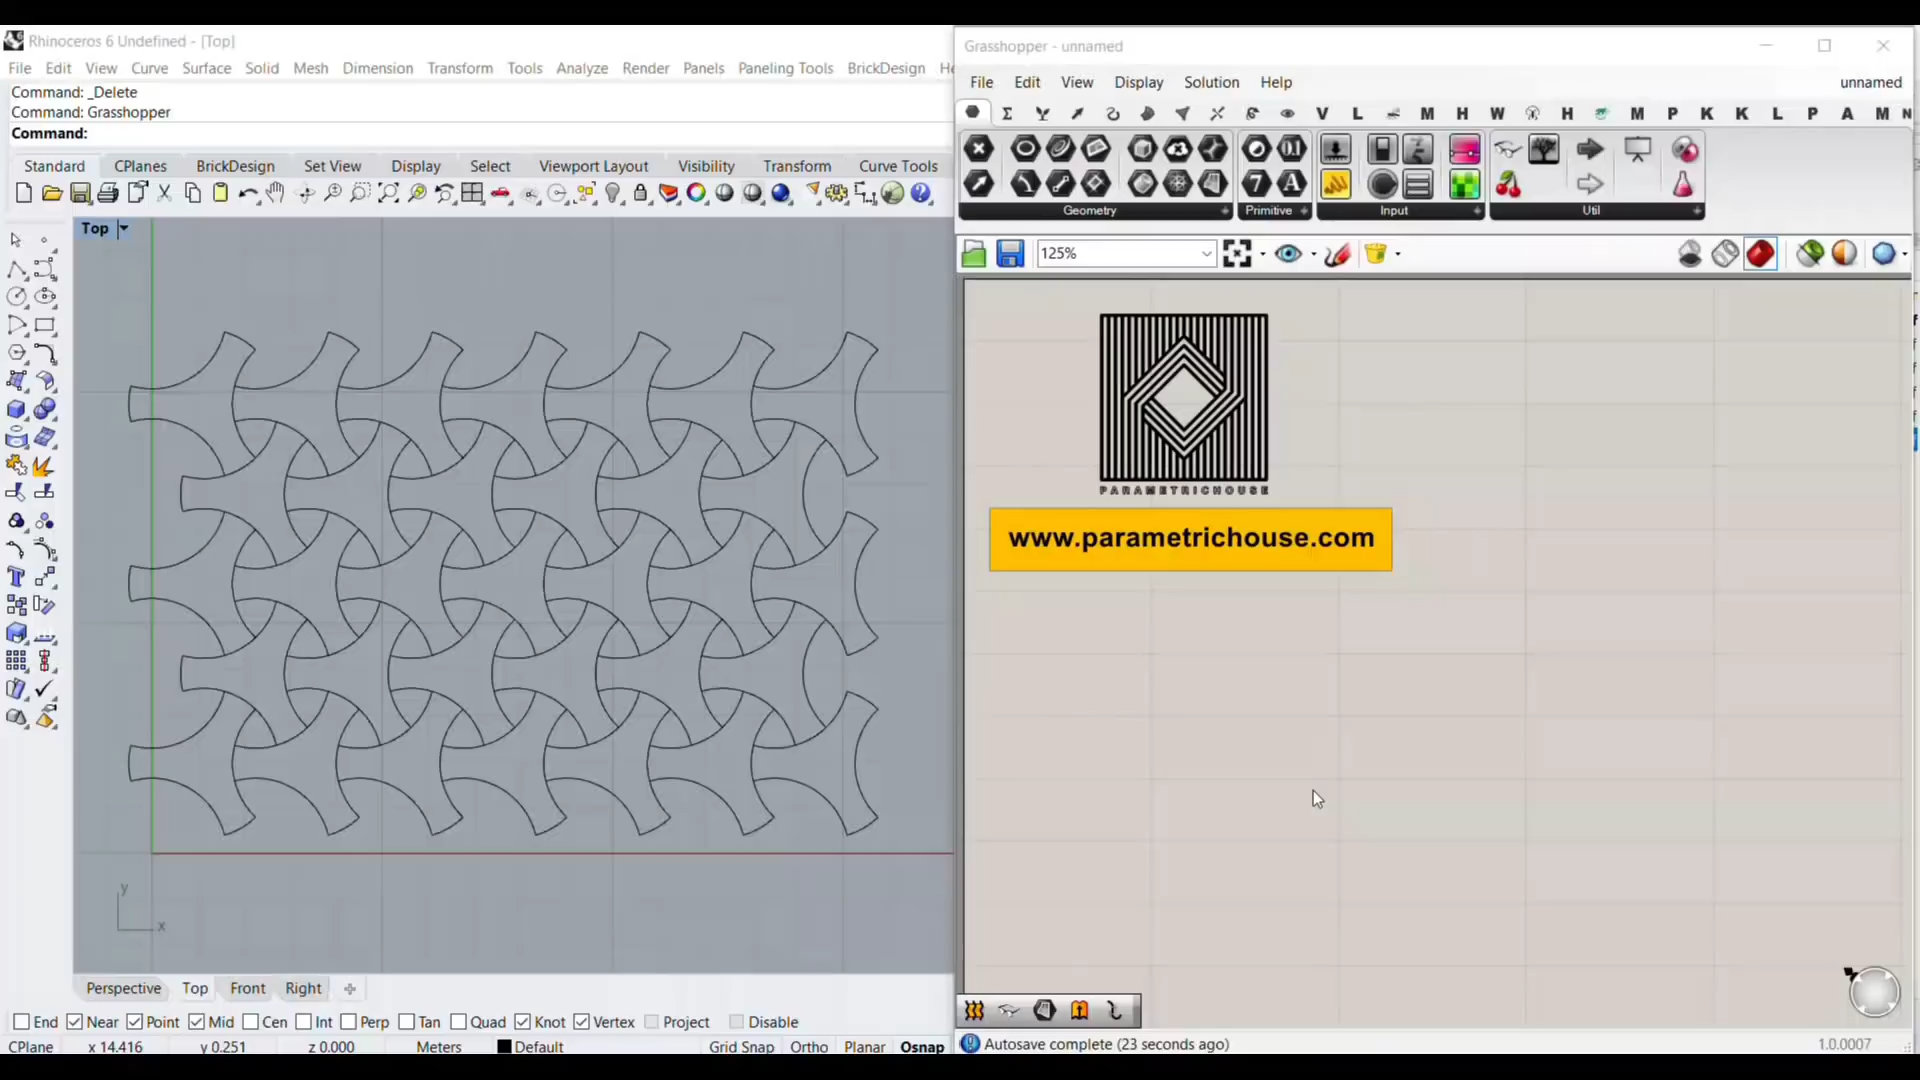 Rhinoceros 6 Undefined - [Top]
File Edit View Curve Surface Solid Mesh Dimension Transform Tools Analyze Render Panels Paneling Tools BrickDesign He
Command: _Delete
Command: Grasshopper
Command:
Standard CPlanes BrickDesign Set View Display Select Viewport Layout Visibility Transform Curve Tools
Top
y
x
Perspective Top Front Right
End Near Point Mid Cen Int Perp Tan Quad Knot Vertex Project Disable
CPlane x 14.416 y 0.251 z 0.000 Meters Default Grid Snap Ortho Planar Osnap
Grasshopper - unnamed
File Edit View Display Solution Help unnamed
V L M H W H M P K K L P A M N
Geometry Primitive Input Util
125%
PARAMETRICHOUSE
www.parametrichouse.com
Autosave complete (23 seconds ago) 1.0.0007